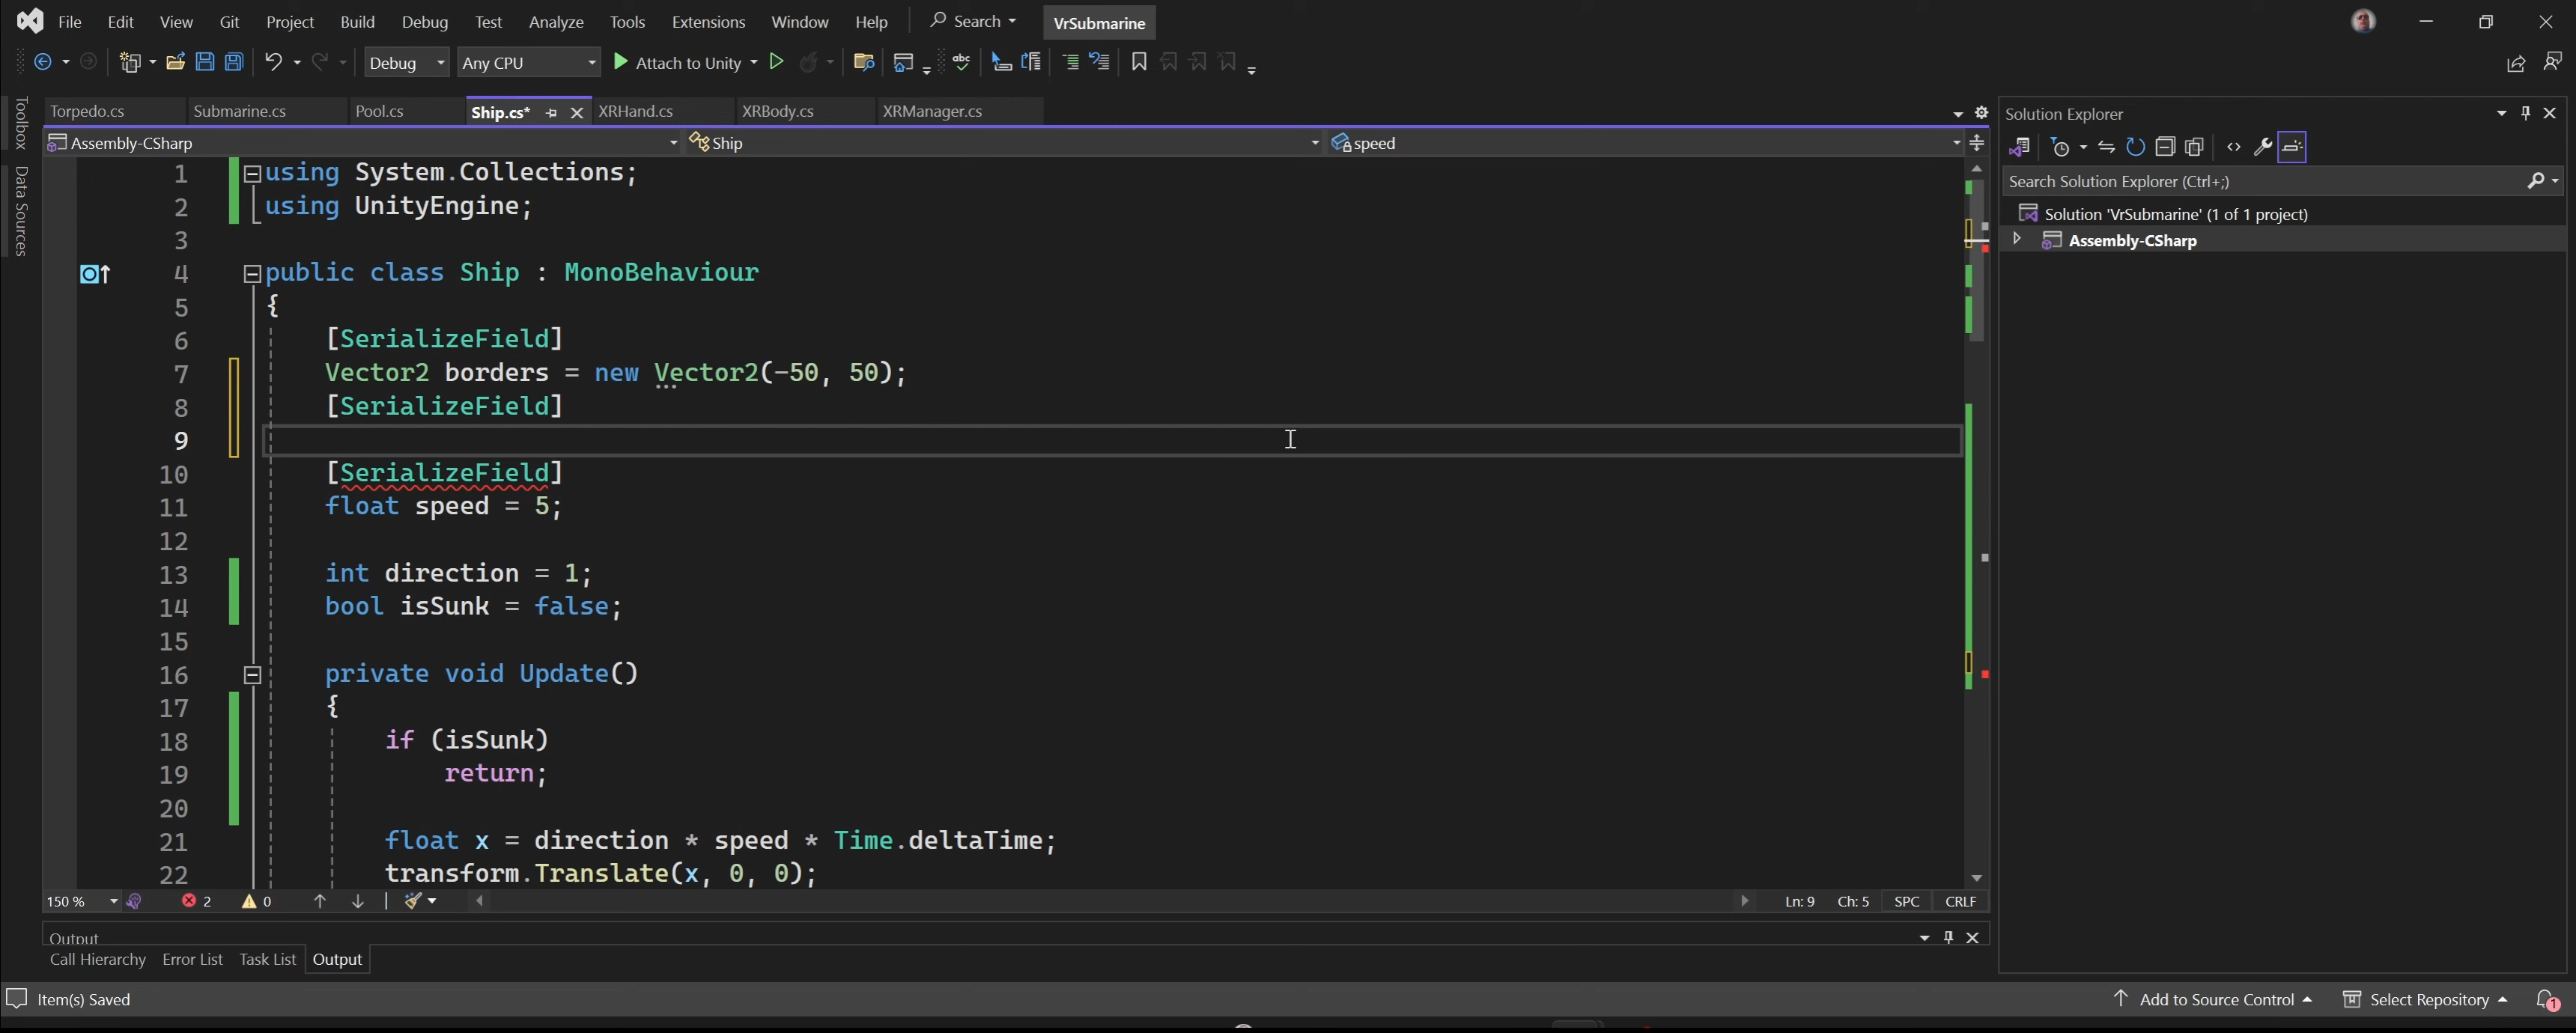 File Edit View Git Project Build Debug Test Analyze Tools Extensions Window Help Search VrSubmarine
Debug Any CPU Attach to Unity
Toolbox
Data Sources
Torpedo.cs Submarine.cs Pool.cs Ship.cs* XRHand.cs XRBody.cs XRManager.cs
Assembly-CSharp Ship speed
1 using System.Collections;
2 using UnityEngine;
3
4 public class Ship : MonoBehaviour
5 {
6 [SerializeField]
7 Vector2 borders = new Vector2(-50, 50);
8 [SerializeField]
9
10 [SerializeField]
11 float speed = 5;
12
13 int direction = 1;
14 bool isSunk = false;
15
16 private void Update()
17 {
18 if (isSunk)
19 return;
20
21 float x = direction * speed * Time.deltaTime;
22 transform.Translate(x, 0, 0);
150 % 2 0 Ln: 9 Ch: 5 SPC CRLF
Output
Call Hierarchy Error List Task List Output
Solution Explorer
Search Solution Explorer (Ctrl+;)
Solution 'VrSubmarine' (1 of 1 project)
Assembly-CSharp
Item(s) Saved Add to Source Control Select Repository 1